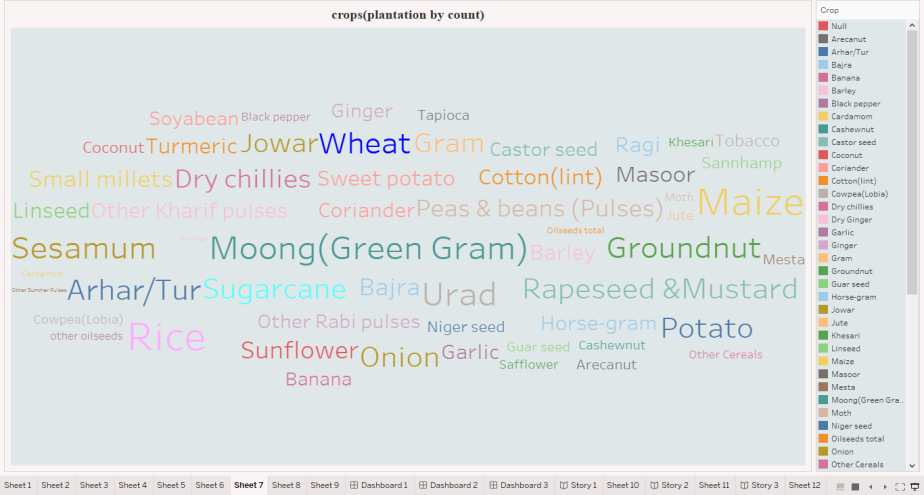 crops(plantation by count)
Ginger
Soyabean Black pepper Tapioca
Coconut Turmeric Jowar Wheat Gram Castor seed Ragi Khesari Tobacco
Sannhamp
Small millets Dry chillies Sweet potato Cotton(lint) Masoor
Linseed Other Kharif pulses Coriander Peas & beans (Pulses) Moth Maize
Jute
Oilseeds total
Sesamum Dry Ginger Moong(Green Gram) Barley Groundnut Mesta
Cardamom
Other Summer Pulses Arhar/Tur Sugarcane Bajra Urad Rapeseed &Mustard
Cowpea(Lobia) Other Rabi pulses Niger seed Horse-gram Potato
other oilseeds Rice
Sunflower Onion Garlic Guar seed Cashewnut Other Cereals
Safflower Arecanut
Banana
Crop
Null
Arecanut
Arhar/Tur
Bajra
Banana
Barley
Black pepper
Cardamom
Cashewnut
Castor seed
Coconut
Coriander
Cotton(lint)
Cowpea(Lobia)
Dry chillies
Dry Ginger
Garlic
Ginger
Gram
Groundnut
Guar seed
Horse-gram
Jowar
Jute
Khesari
Linseed
Maize
Masoor
Mesta
Moong(Green Gra..
Moth
Niger seed
Oilseeds total
Onion
Other Cereals
Sheet 1 Sheet 2 Sheet 3 Sheet 4 Sheet 5 Sheet 6 Sheet 7 Sheet 8 Sheet 9 Dashboard 1 Dashboard 2 Dashboard 3 Story 1 Sheet 10 Story 2 Sheet 11 Story 3 Sheet 12